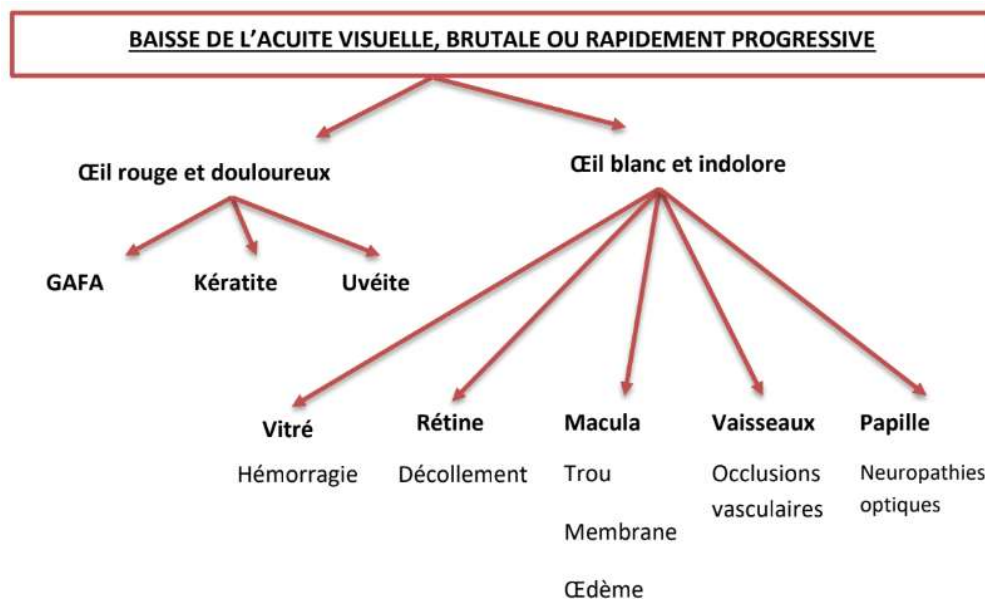 BAISSE DE L'ACUITE VISUELLE, BRUTALE OU RAPIDEMENT PROGRESSIVE
Œil rouge et douloureux
Œil blanc et indolore
GAFA
Kératite
Uvéite
Vitré
Hémorragie
Rétine
Décollement
Macula
Trou
Membrane
Œdème
Vaisseaux
Occlusions
vasculaires
Papille
Neuropathies
optiques